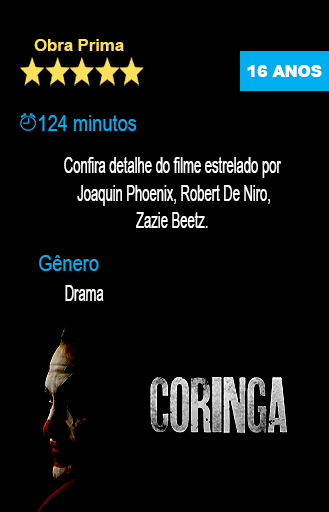 Obra Prima
16 ANOS
124 minutos
Confira detalhe do filme estrelado por
Joaquin Phoenix, Robert De Niro,
Zazie Beetz.
Gênero
Drama
CORINGA